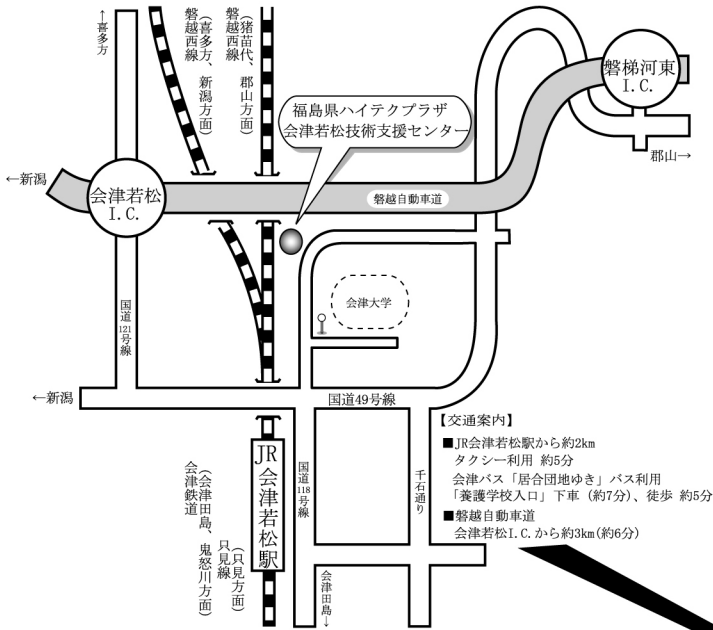 ←喜多方
磐越西線
(喜多方、新潟方面)
磐越西線
(猪苗代、郡山方面)
福島県ハイテクプラザ
会津若松技術支援センター
磐梯河東
I.C.
郡山→
←新潟
会津若松
I.C.
磐越自動車道
国道121号線
会津大学
←新潟
国道49号線
JR会津若松駅
会津鉄道
(会津田島、鬼怒川方面)
只見線
(只見方面)
国道118号線
会津田島→
千石通り
【交通案内】
■JR会津若松駅から約2km
タクシー利用 約5分
会津バス「居合団地ゆき」バス利用
「養護学校入口」下車 (約7分)、徒歩 約5分
■磐越自動車道
会津若松I.C.から約3km(約6分)